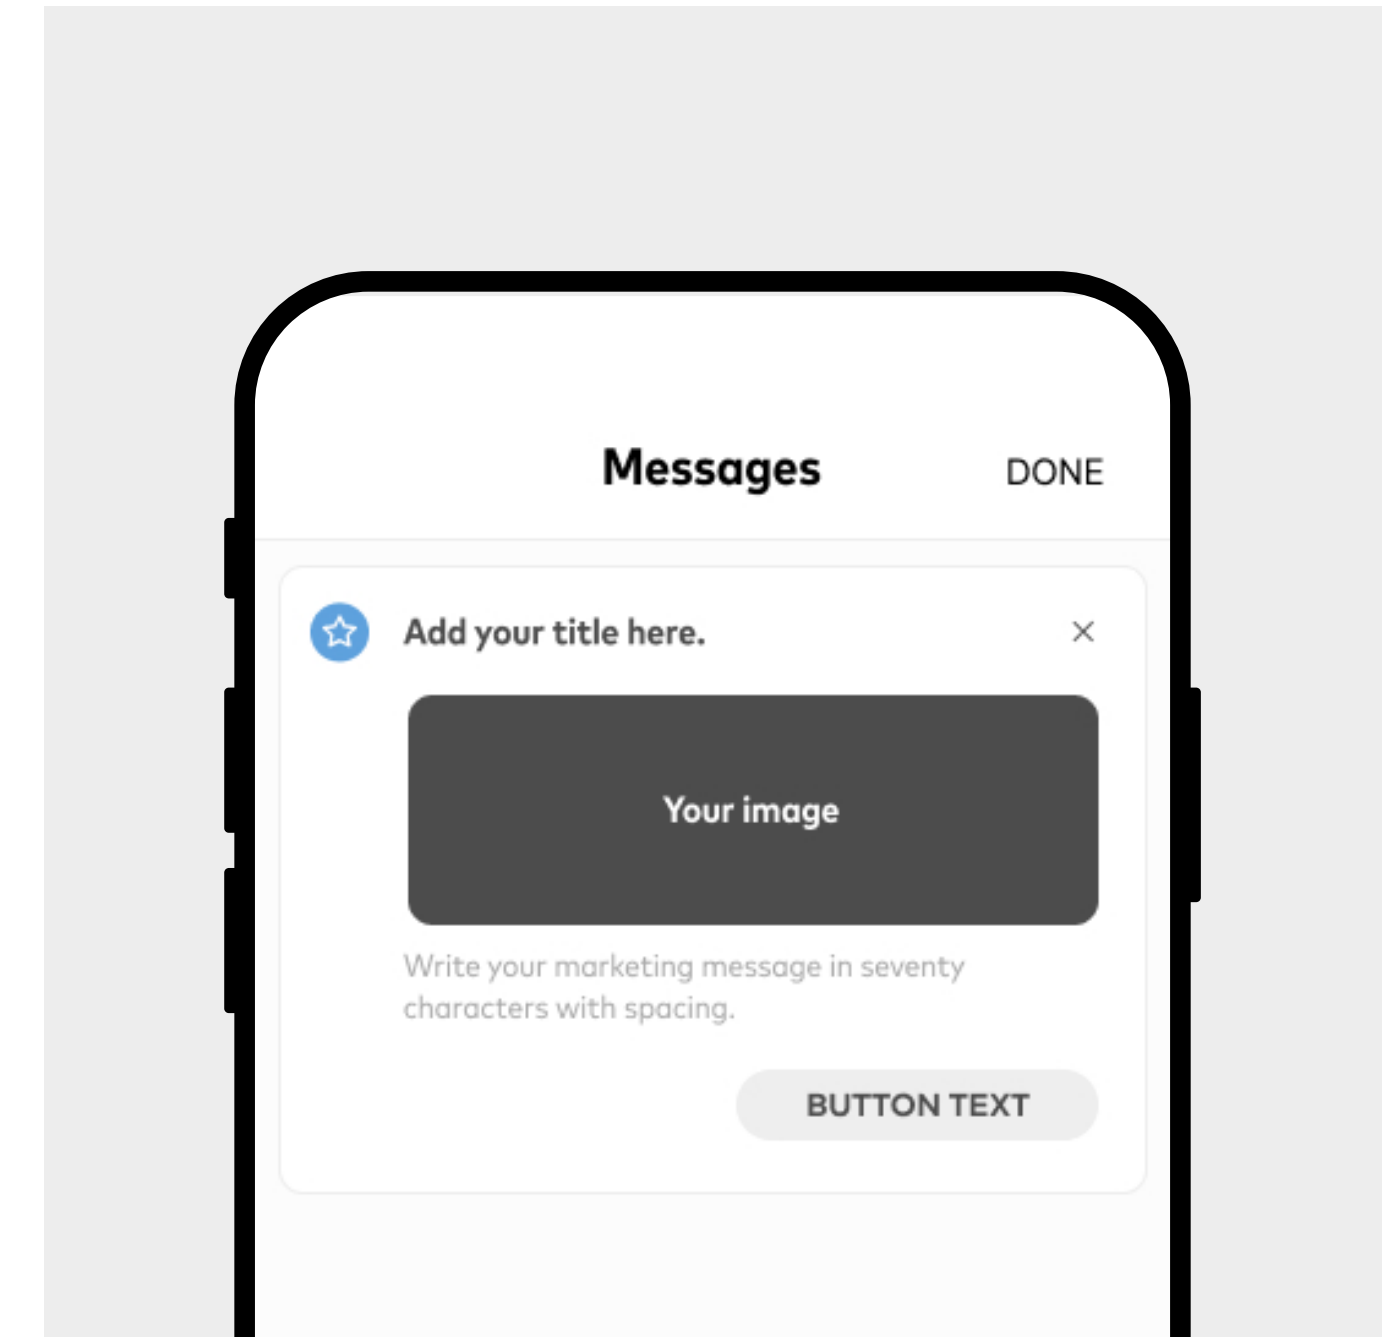 Messages
DONE
Add your title here.
Your image
Write your marketing message in seventy
characters with spacing.
BUTTON TEXT